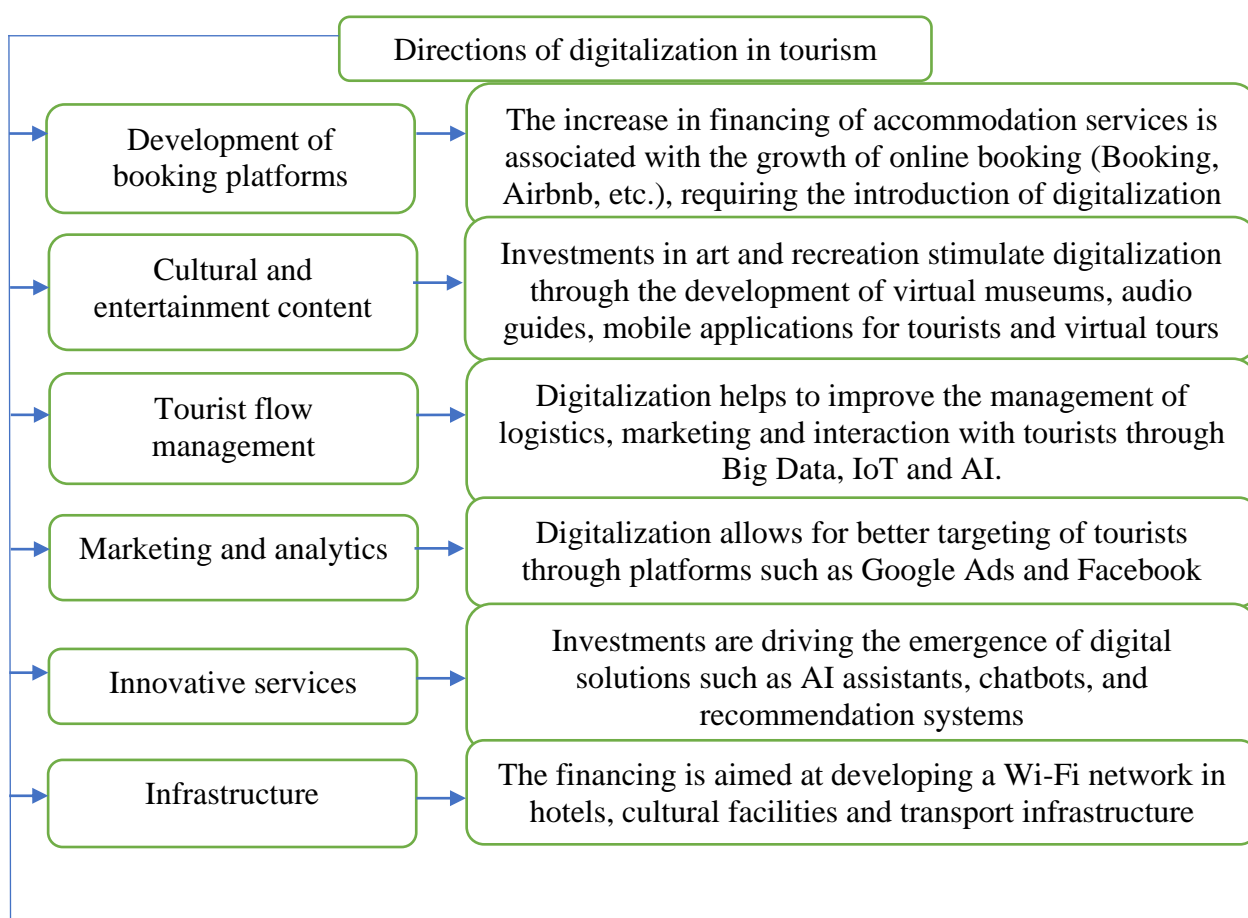 Directions of digitalization in tourism
Development of
booking platforms
The increase in financing of accommodation services is
associated with the growth of online booking (Booking,
Airbnb, etc.), requiring the introduction of digitalization
Cultural and
entertainment content
Investments in art and recreation stimulate digitalization
through the development of virtual museums, audio
guides, mobile applications for tourists and virtual tours
Tourist flow
management
Digitalization helps to improve the management of
logistics, marketing and interaction with tourists through
Big Data, IoT and AI.
Marketing and analytics
Digitalization allows for better targeting of tourists
through platforms such as Google Ads and Facebook
Innovative services
Investments are driving the emergence of digital
solutions such as AI assistants, chatbots, and
recommendation systems
Infrastructure
The financing is aimed at developing a Wi-Fi network in
hotels, cultural facilities and transport infrastructure